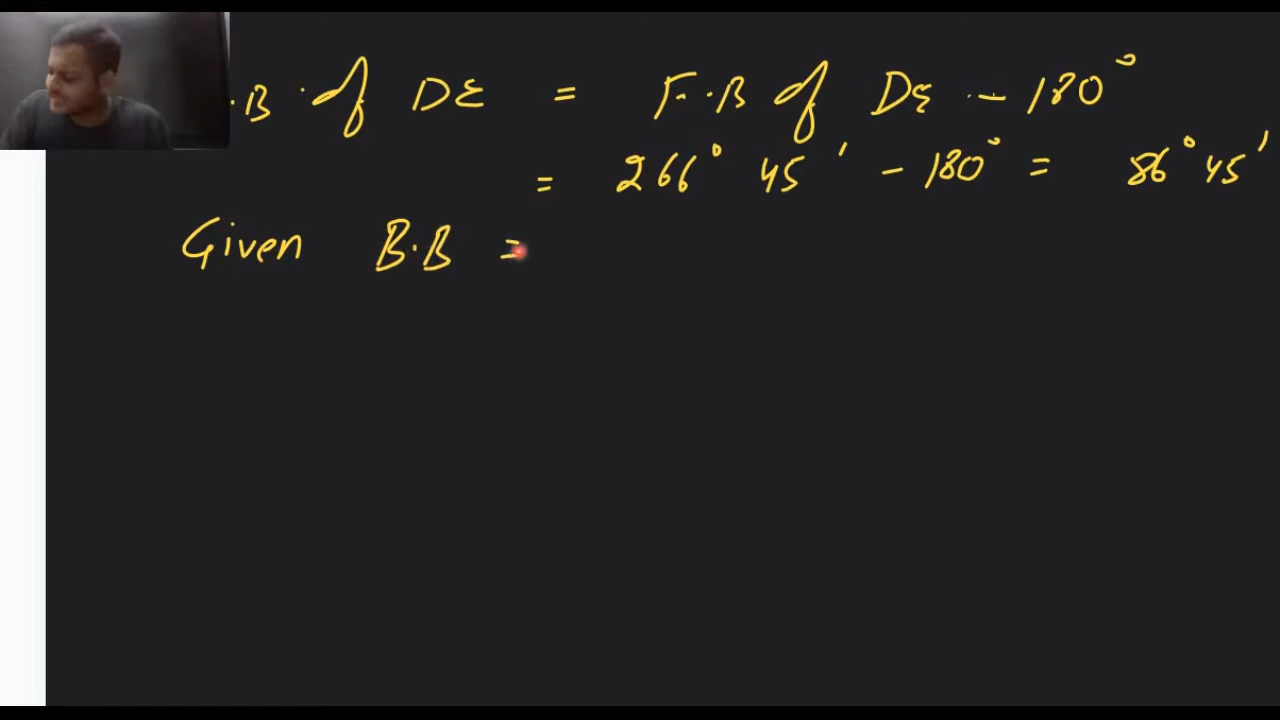 .B. of DE = F.B of DE - 180°
= 266° 45' - 180° = 86° 45'
Given B.B =